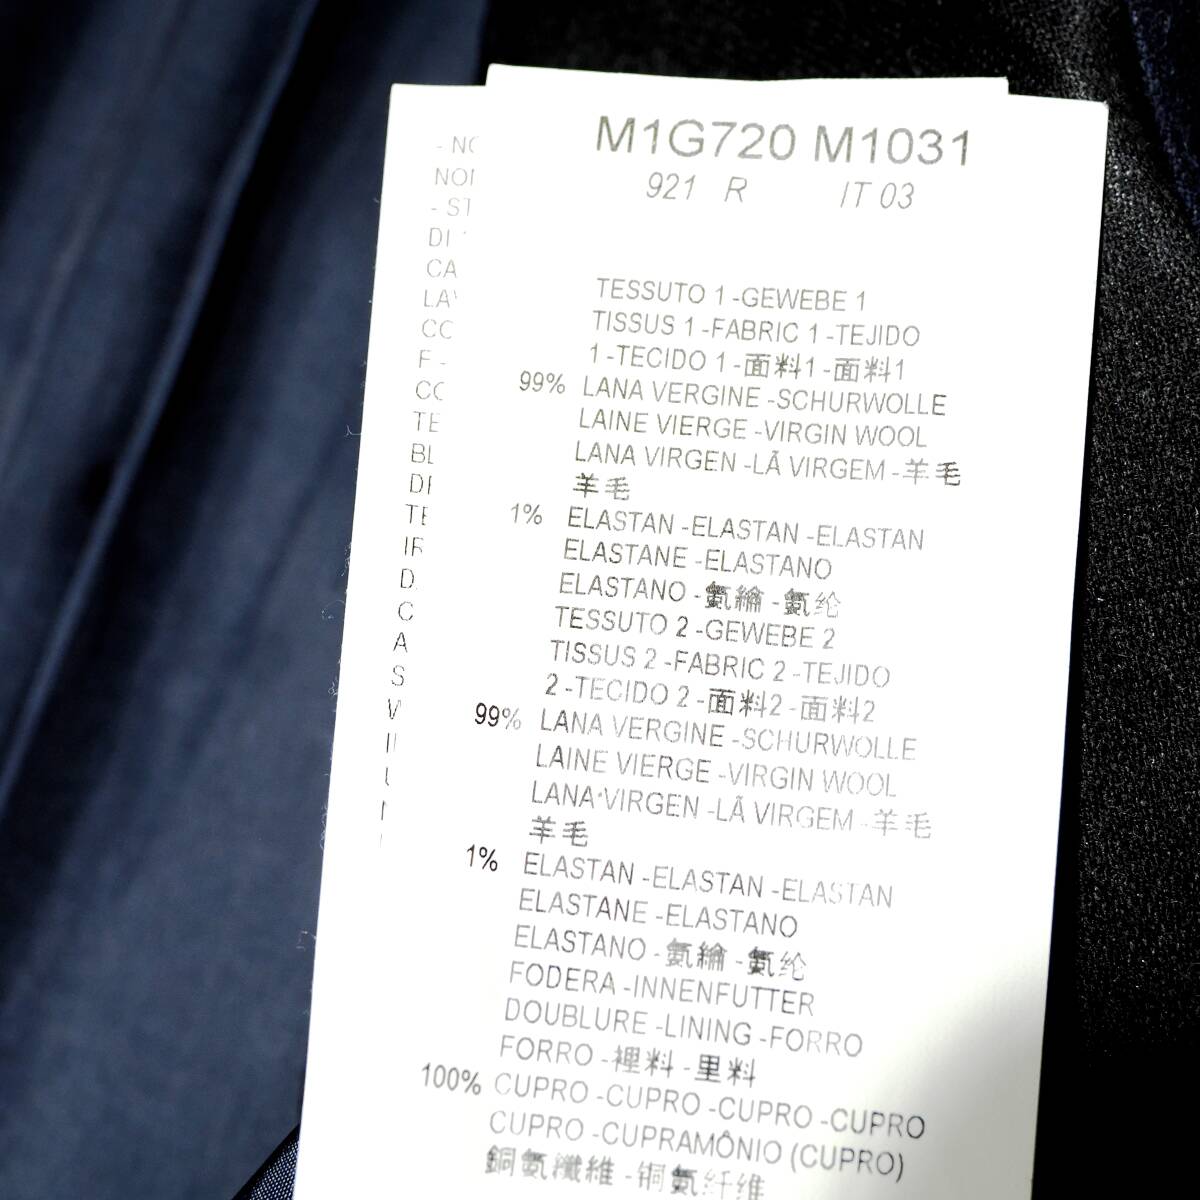 M1G720 M1031
921 R IT 03
TESSUTO 1 -GEWEBE 1
TISSUS 1 -FABRIC 1 -TEJIDO
1 -TECIDO 1 -面料1 -面料1
99% LANA VERGINE -SCHURWOLLE
LAINE VIERGE -VIRGIN WOOL
LANA VIRGEN -LÃ VIRGEM -羊毛
羊毛
1% ELASTAN -ELASTAN -ELASTAN
ELASTANE -ELASTANO
ELASTANO -氨綸 -氨纶
TESSUTO 2 -GEWEBE 2
TISSUS 2 -FABRIC 2 -TEJIDO
2 -TECIDO 2 -面料2 -面料2
99% LANA VERGINE -SCHURWOLLE
LAINE VIERGE -VIRGIN WOOL
LANA VIRGEN -LÃ VIRGEM -羊毛
羊毛
1% ELASTAN -ELASTAN -ELASTAN
ELASTANE -ELASTANO
ELASTANO -氨綸 -氨纶
FODERA -INNENFUTTER
DOUBLURE -LINING -FORRO
FORRO -裡料 -里料
100% CUPRO -CUPRO -CUPRO -CUPRO
CUPRO -CUPRAMÔNIO (CUPRO)
銅氨纖維 -铜氨纤维